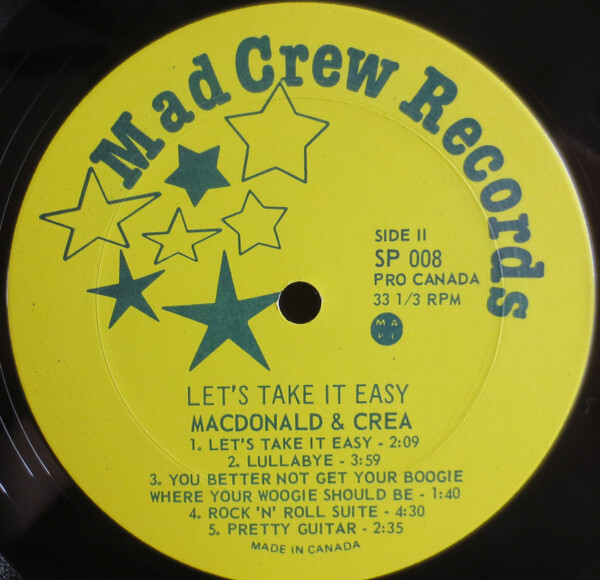 Mad Crew Records
SIDE II
SP 008
PRO CANADA
33 1/3 RPM
M A
P L
LET'S TAKE IT EASY
MACDONALD & CREA
1. LET'S TAKE IT EASY - 2:09
2. LULLABYE - 3:59
3. YOU BETTER NOT GET YOUR BOOGIE
WHERE YOUR WOOGIE SHOULD BE - 1:40
4. ROCK 'N' ROLL SUITE - 4:30
5. PRETTY GUITAR - 2:35
MADE IN CANADA